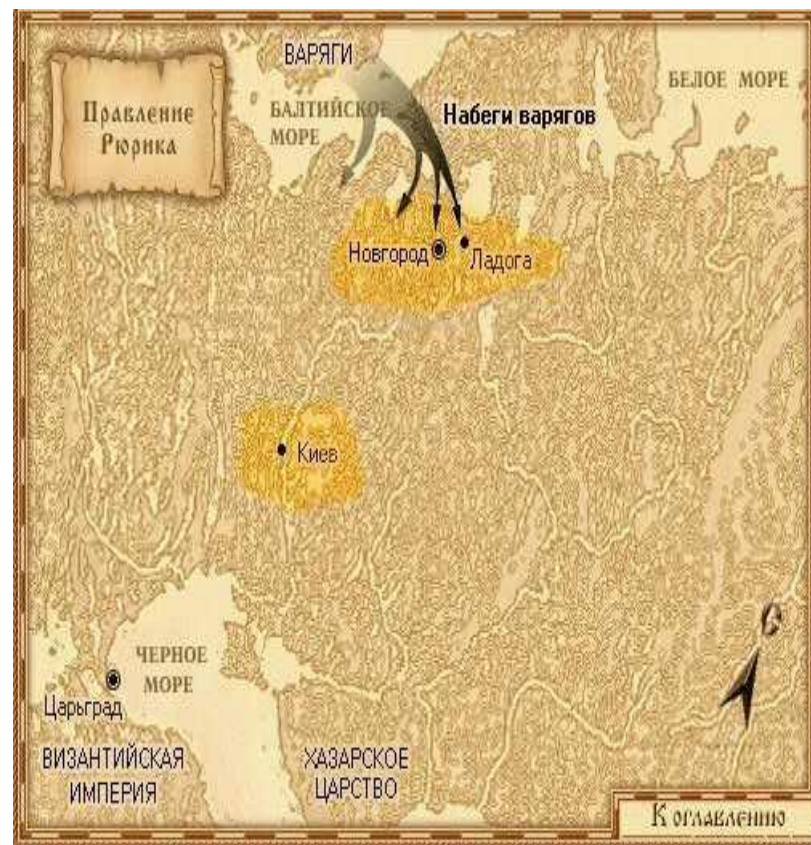 ВАРЯГИ
Правление
Рюрика
БАЛТИЙСКОЕ
МОРЕ
Набеги варягов
БЕЛОЕ МОРЕ
Новгород
Ладога
Киев
ЧЕРНОЕ
МОРЕ
Царьград
ВИЗАНТИЙСКАЯ
ИМПЕРИЯ
ХАЗАРСКОЕ
ЦАРСТВО
С
К оглавлению